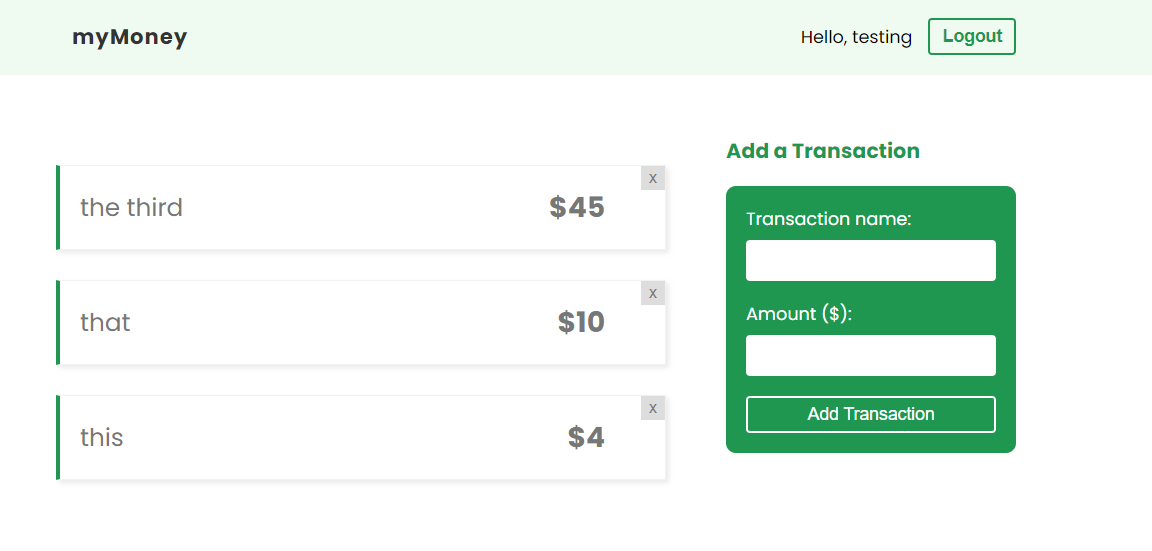 myMoney
Hello, testing
Logout
x
the third
$45
x
that
$10
x
this
$4
Add a Transaction
Transaction name:
Amount ($):
Add Transaction